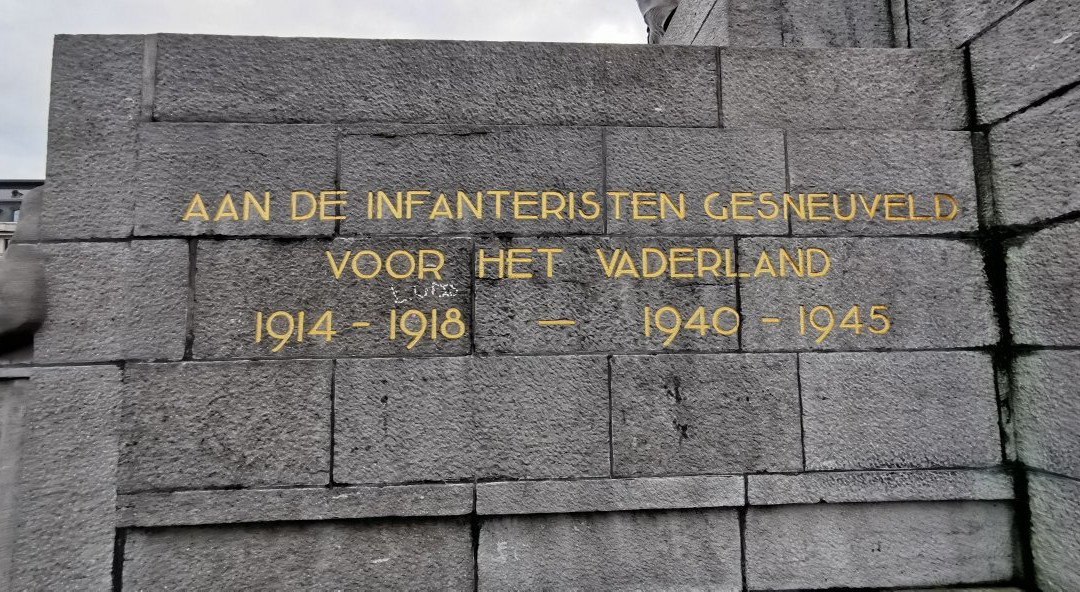 AAN DE INFANTERISTEN GESNEUVELD
VOOR HET VADERLAND
1914 - 1918 — 1940 - 1945